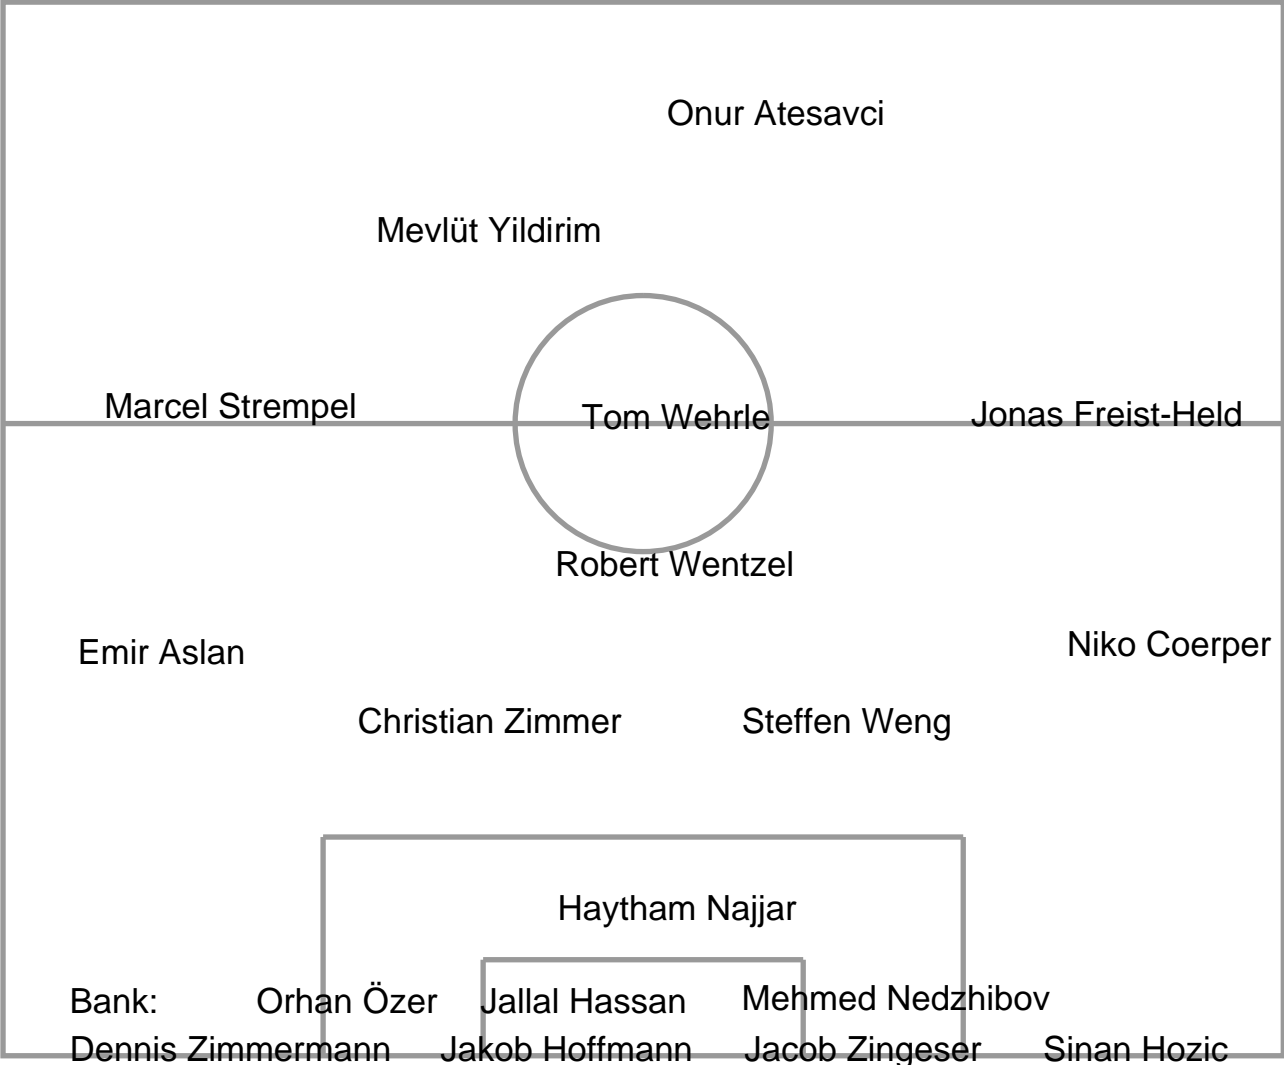 Onur Atesavci
Mevlüt Yildirim
Marcel Strempel
Tom Wehrle
Jonas Freist-Held
Robert Wentzel
Emir Aslan
Niko Coerper
Christian Zimmer
Steffen Weng
Haytham Najjar
Bank: Orhan Özer Jallal Hassan Mehmed Nedzhibov
Dennis Zimmermann Jakob Hoffmann Jacob Zingeser Sinan Hozic